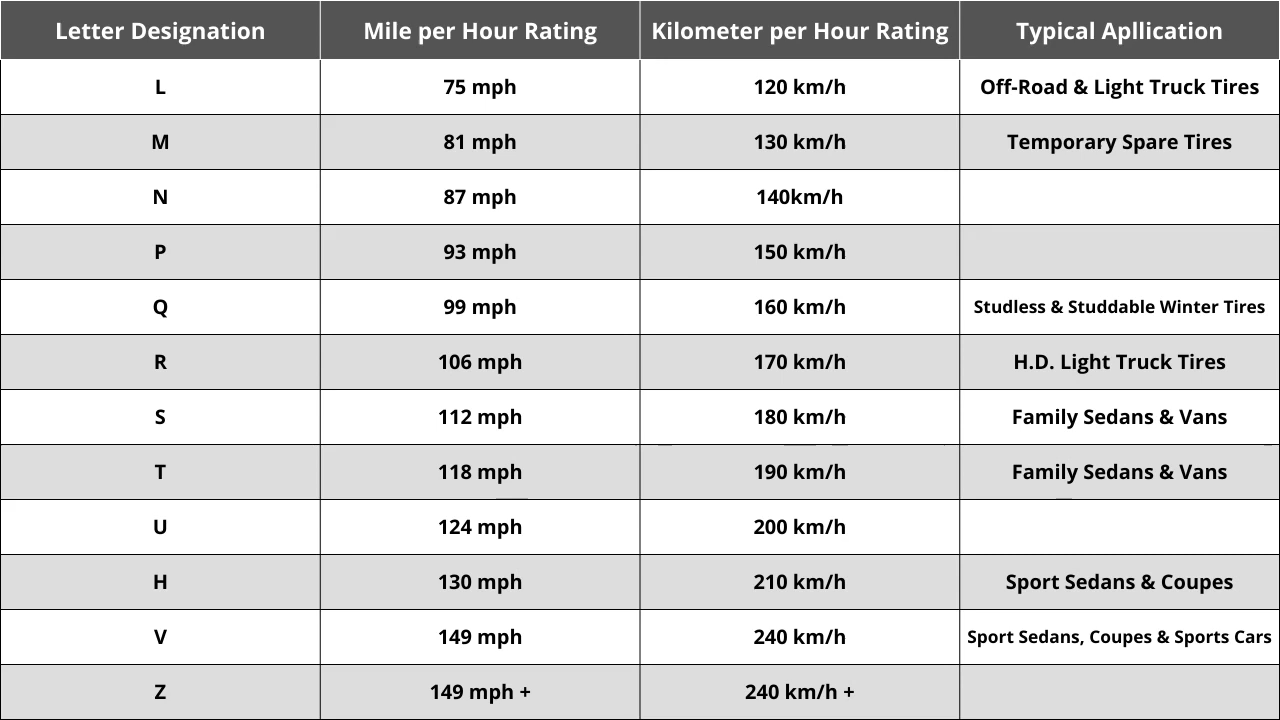 Letter Designation Mile per Hour Rating Kilometer per Hour Rating Typical Apllication
L 75 mph 120 km/h Off-Road & Light Truck Tires
M 81 mph 130 km/h Temporary Spare Tires
N 87 mph 140km/h
P 93 mph 150 km/h
Q 99 mph 160 km/h Studless & Studdable Winter Tires
R 106 mph 170 km/h H.D. Light Truck Tires
S 112 mph 180 km/h Family Sedans & Vans
T 118 mph 190 km/h Family Sedans & Vans
U 124 mph 200 km/h
H 130 mph 210 km/h Sport Sedans & Coupes
V 149 mph 240 km/h Sport Sedans, Coupes & Sports Cars
Z 149 mph + 240 km/h +